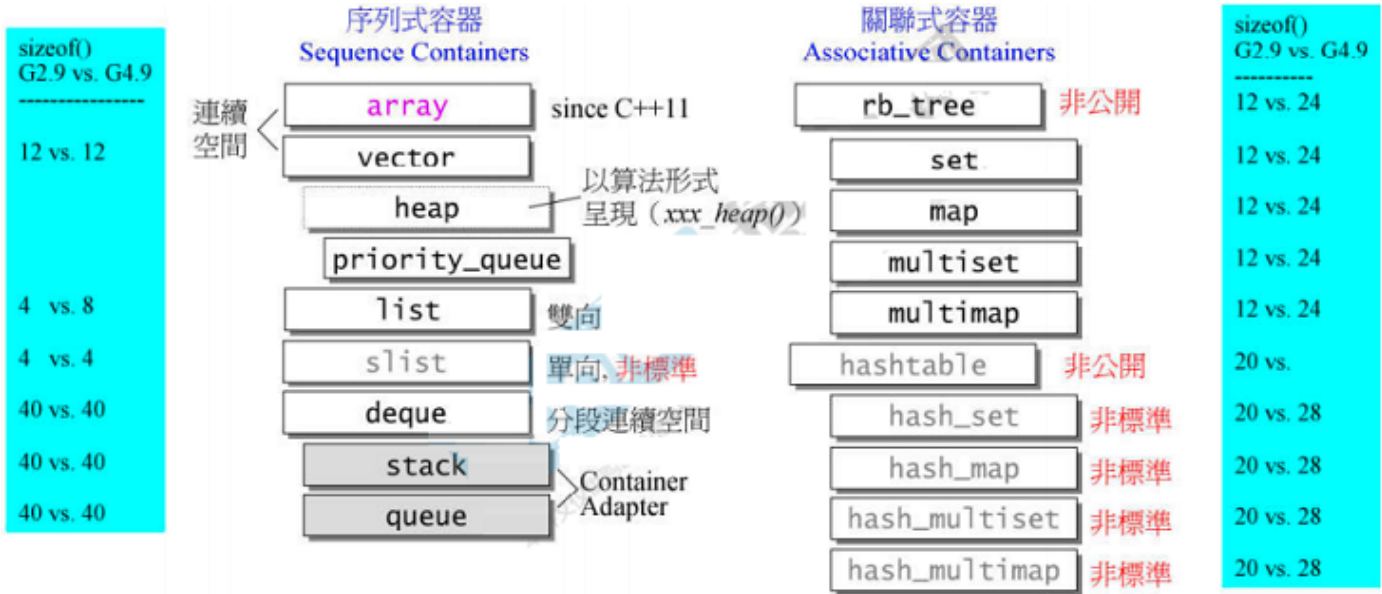 sizeof()
G2.9 vs. G4.9
-----------------
12 vs. 12
4 vs. 8
4 vs. 4
40 vs. 40
40 vs. 40
40 vs. 40
序列式容器
Sequence Containers
連續
空間
array
since C++11
vector
heap
以算法形式
呈現（xxx_heap()）
priority_queue
list
雙向
slist
單向, 非標準
deque
分段連續空間
stack
queue
Container
Adapter
關聯式容器
Associative Containers
rb_tree
非公開
set
map
multiset
multimap
hashtable
非公開
hash_set
非標準
hash_map
非標準
hash_multiset
非標準
hash_multimap
非標準
sizeof()
G2.9 vs. G4.9
----------
12 vs. 24
12 vs. 24
12 vs. 24
12 vs. 24
12 vs. 24
20 vs.
20 vs. 28
20 vs. 28
20 vs. 28
20 vs. 28